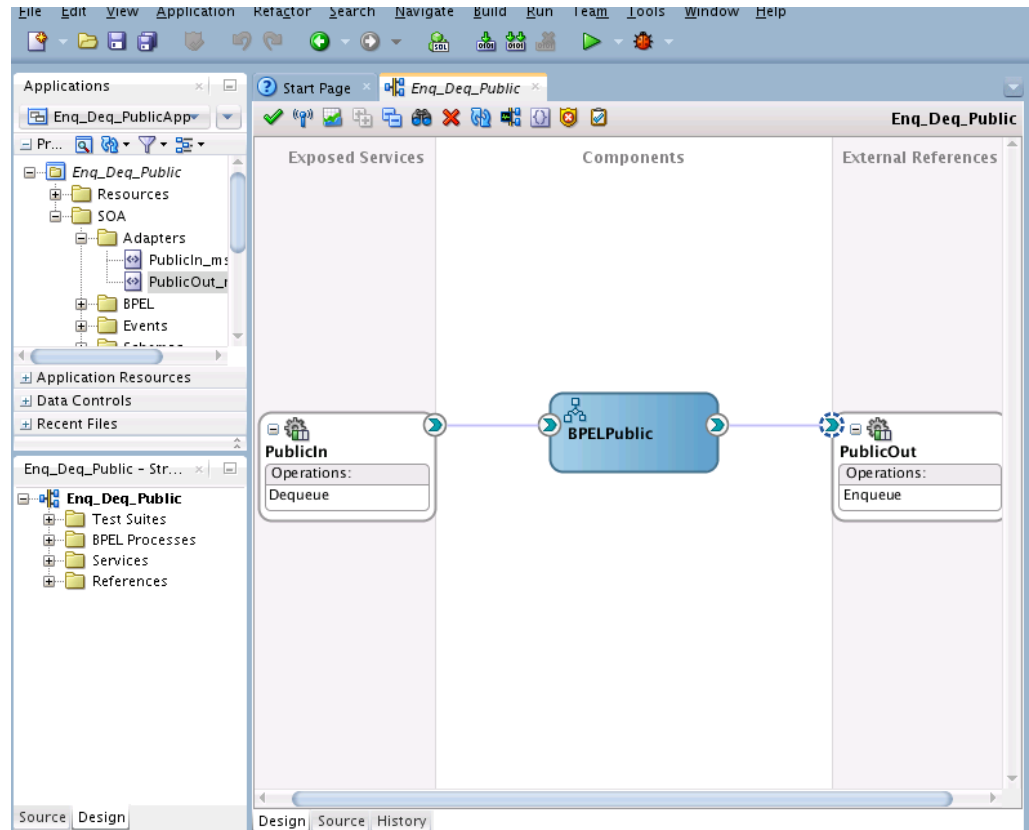 File Edit View Application Refactor Search Navigate Build Run Team Tools Window Help
Applications
Start Page
Enq_Deq_Public
Enq_Deq_PublicApp
Enq_Deq_Public
Pr...
Exposed Services
Components
External References
Enq_Deq_Public
Resources
SOA
Adapters
PublicIn_ms
PublicOut_r
BPEL
Events
Schemas
Application Resources
Data Controls
Recent Files
PublicIn
Operations:
Dequeue
BPELPublic
PublicOut
Operations:
Enqueue
Enq_Deq_Public - Str...
Enq_Deq_Public
Test Suites
BPEL Processes
Services
References
Source Design
Design Source History